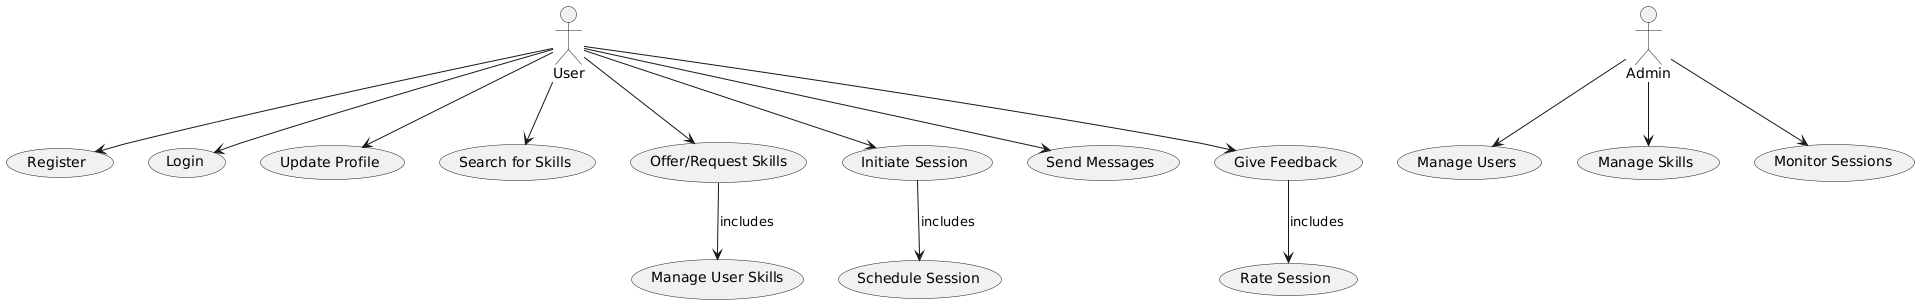 User
Admin
Register
Login
Update Profile
Search for Skills
Offer/Request Skills
Initiate Session
Send Messages
Give Feedback
Manage Users
Manage Skills
Monitor Sessions
includes
includes
includes
Manage User Skills
Schedule Session
Rate Session